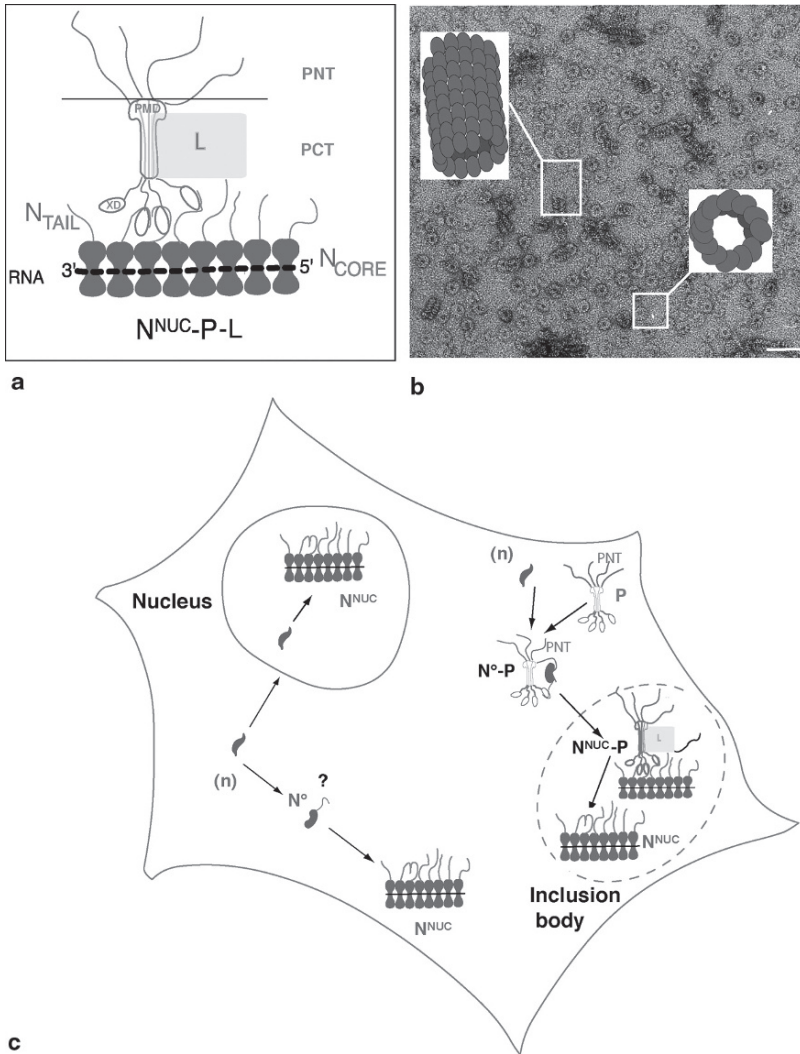 PNT
PMD
L
PCT
XD
NTAIL
NCORE
RNA 3' 5'
NNUC-P-L
a
b
Nucleus
NNUC
(n)
N° ?
NNUC
(n)
PNT
P
PNT
N°-P
L
NNUC-P
NNUC
Inclusion
body
c